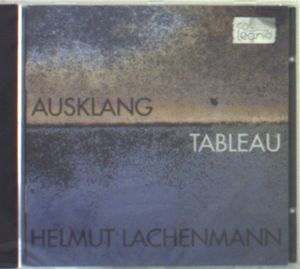 col
legno
AUSKLANG
TABLEAU
HELMUT LACHENMANN